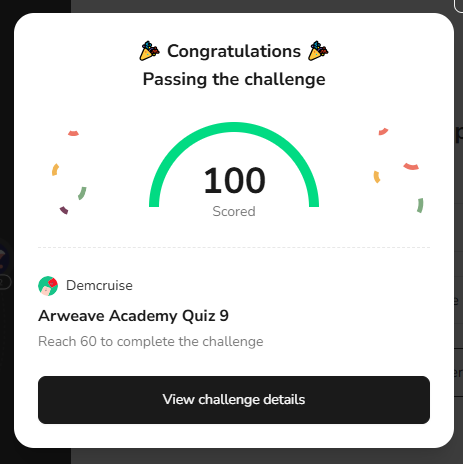 Congratulations
Passing the challenge
100
Scored
Demcruise
Arweave Academy Quiz 9
Reach 60 to complete the challenge
View challenge details